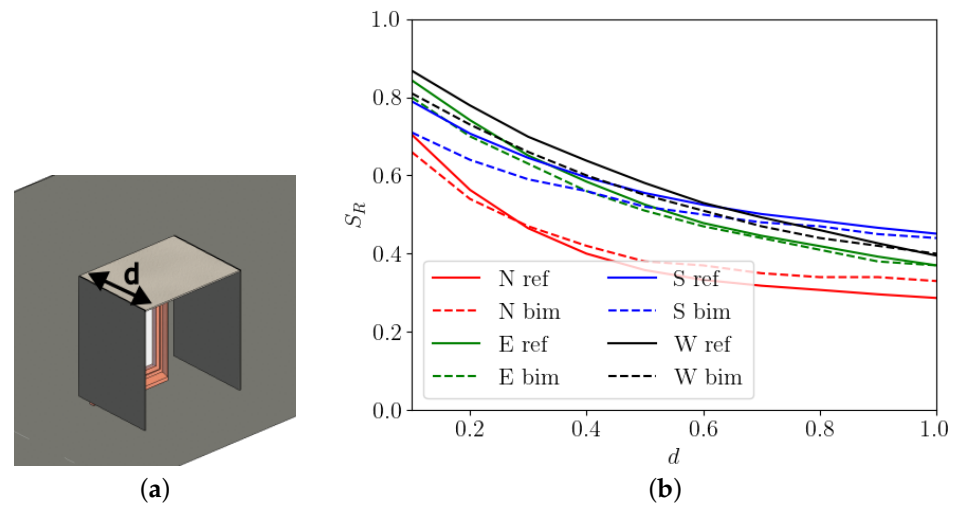 d
1.0
0.8
0.6
0.4
0.2
0.0
S_R
N ref
N bim
E ref
E bim
S ref
S bim
W ref
W bim
0.2 0.4 0.6 0.8 1.0
d
(a) (b)